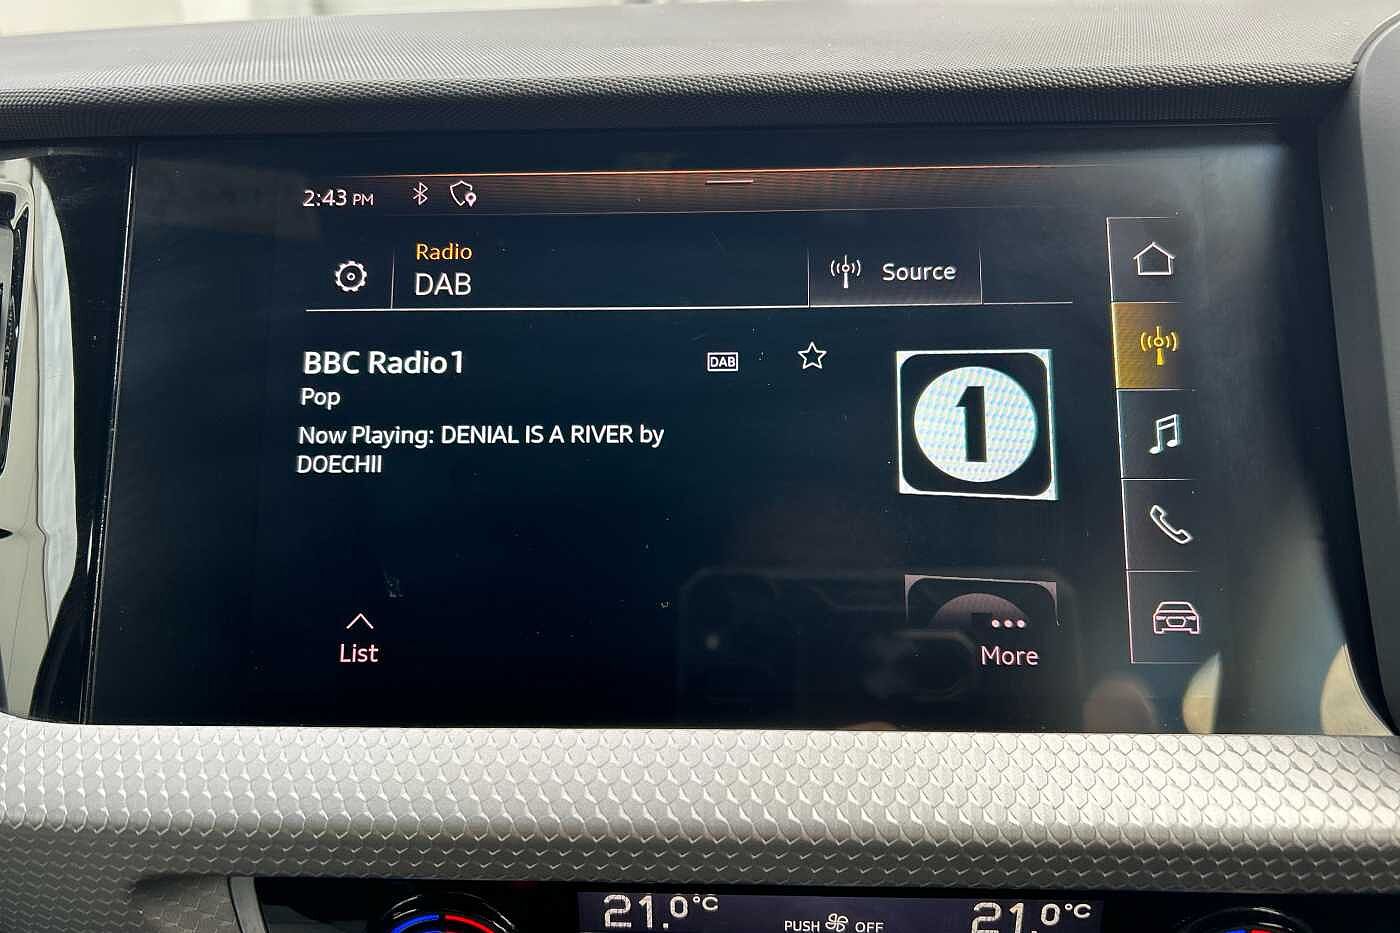 2:43 PM
Radio
DAB
Source
BBC Radio1
DAB
Pop
Now Playing: DENIAL IS A RIVER by
DOECHII
1
List
More
21.0°C
PUSH OFF
21.0°C